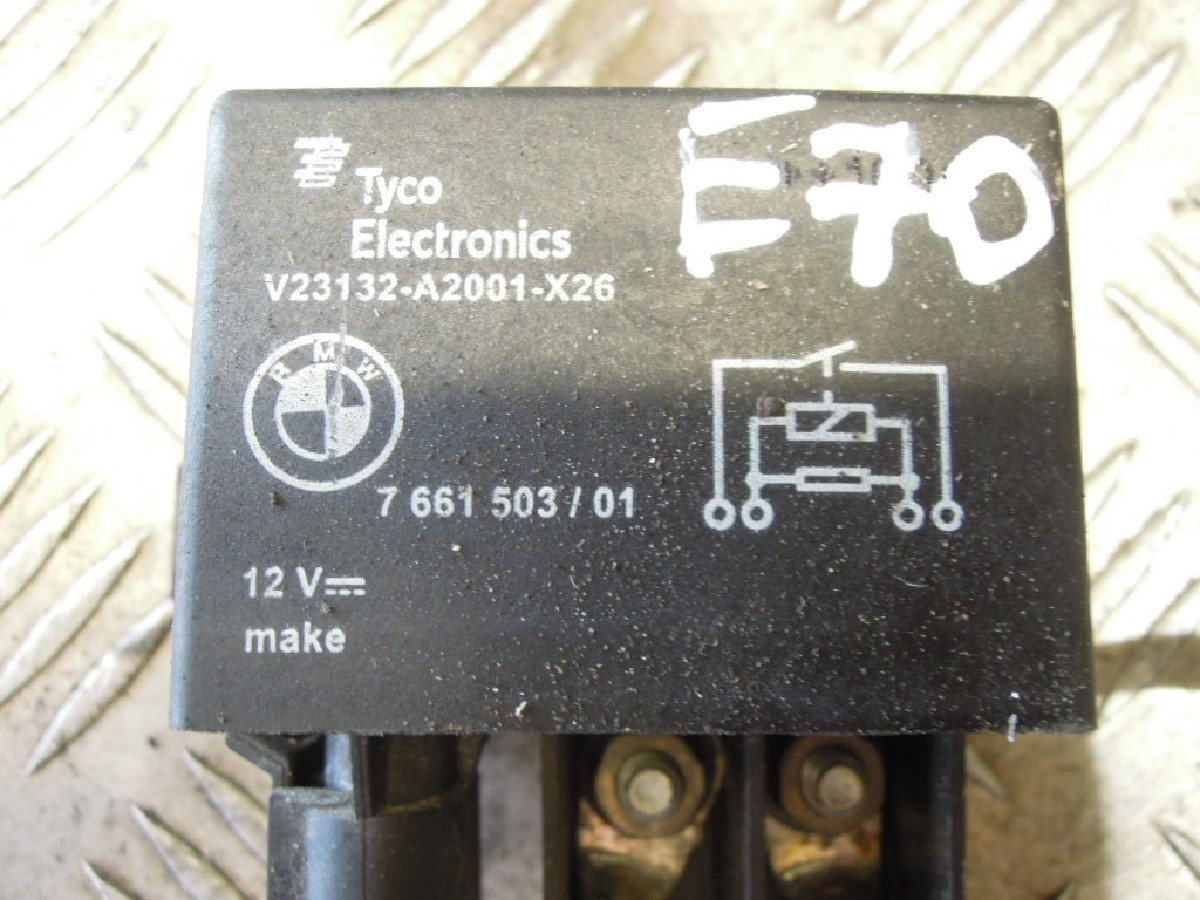 Tyco
Electronics
V23132-A2001-X26
E70
BMW
7 661 503 / 01
12 V
make